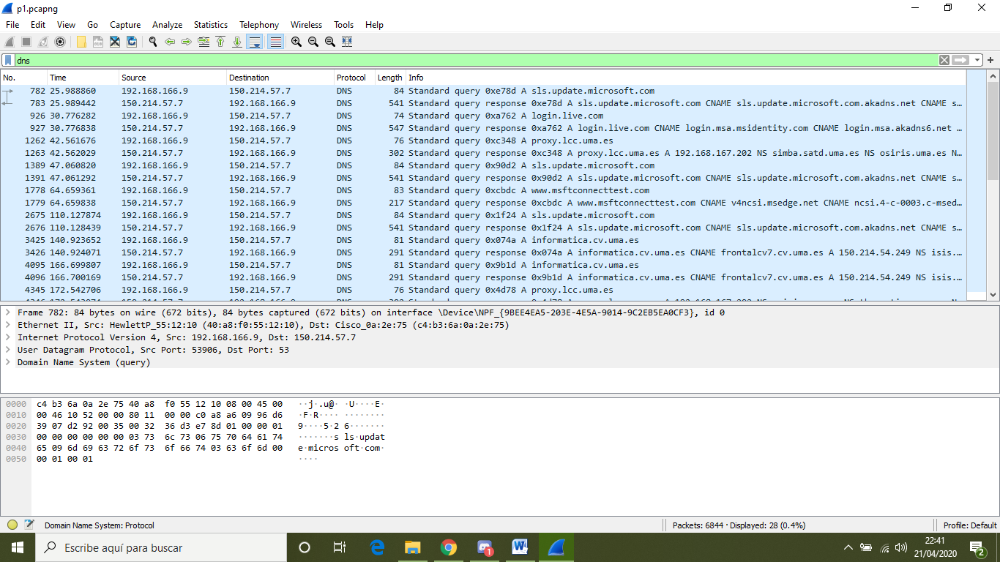 p1.pcapng
File Edit View Go Capture Analyze Statistics Telephony Wireless Tools Help
dns
No. Time Source Destination Protocol Length Info
782 25.988860 192.168.166.9 150.214.57.7 DNS 84 Standard query 0xe78d A sls.update.microsoft.com
783 25.989442 150.214.57.7 192.168.166.9 DNS 541 Standard query response 0xe78d A sls.update.microsoft.com CNAME sls.update.microsoft.com.akadns.net CNAME s…
926 30.776282 192.168.166.9 150.214.57.7 DNS 74 Standard query 0xa762 A login.live.com
927 30.776838 150.214.57.7 192.168.166.9 DNS 547 Standard query response 0xa762 A login.live.com CNAME login.msa.msidentity.com CNAME login.msa.akadns6.net …
1262 42.561676 192.168.166.9 150.214.57.7 DNS 76 Standard query 0xc348 A proxy.lcc.uma.es
1263 42.562029 150.214.57.7 192.168.166.9 DNS 302 Standard query response 0xc348 A proxy.lcc.uma.es A 192.168.167.202 NS simba.satd.uma.es NS osiris.uma.es N…
1389 47.060820 192.168.166.9 150.214.57.7 DNS 84 Standard query 0x90d2 A sls.update.microsoft.com
1391 47.061292 150.214.57.7 192.168.166.9 DNS 541 Standard query response 0x90d2 A sls.update.microsoft.com CNAME sls.update.microsoft.com.akadns.net CNAME s…
1778 64.659361 192.168.166.9 150.214.57.7 DNS 83 Standard query 0xcbdc A www.msftconnecttest.com
1779 64.659838 150.214.57.7 192.168.166.9 DNS 217 Standard query response 0xcbdc A www.msftconnecttest.com CNAME v4ncsi.msedge.net CNAME ncsi.4-c-0003.c-msed…
2675 110.127874 192.168.166.9 150.214.57.7 DNS 84 Standard query 0x1f24 A sls.update.microsoft.com
2676 110.128439 150.214.57.7 192.168.166.9 DNS 541 Standard query response 0x1f24 A sls.update.microsoft.com CNAME sls.update.microsoft.com.akadns.net CNAME s…
3425 140.923652 192.168.166.9 150.214.57.7 DNS 81 Standard query 0x074a A informatica.cv.uma.es
3426 140.924071 150.214.57.7 192.168.166.9 DNS 291 Standard query response 0x074a A informatica.cv.uma.es CNAME frontalcv7.cv.uma.es A 150.214.54.249 NS isis.…
4095 166.699807 192.168.166.9 150.214.57.7 DNS 81 Standard query 0x9b1d A informatica.cv.uma.es
4096 166.700169 150.214.57.7 192.168.166.9 DNS 291 Standard query response 0x9b1d A informatica.cv.uma.es CNAME frontalcv7.cv.uma.es A 150.214.54.249 NS isis.…
4345 172.542706 192.168.166.9 150.214.57.7 DNS 76 Standard query 0x4d78 A proxy.lcc.uma.es
Frame 782: 84 bytes on wire (672 bits), 84 bytes captured (672 bits) on interface \Device\NPF_{9BEE4EA5-203E-4E5A-9014-9C2EB5EA0CF3}, id 0
Ethernet II, Src: HewlettP_55:12:10 (40:a8:f0:55:12:10), Dst: Cisco_0a:2e:75 (c4:b3:6a:0a:2e:75)
Internet Protocol Version 4, Src: 192.168.166.9, Dst: 150.214.57.7
User Datagram Protocol, Src Port: 53906, Dst Port: 53
Domain Name System (query)
0000 c4 b3 6a 0a 2e 75 40 a8 f0 55 12 10 08 00 45 00 ··j·.u@· ·U····E·
0010 00 46 10 52 00 00 80 11 00 00 c0 a8 a6 09 96 d6 ·F·R···· ········
0020 39 07 d2 92 00 35 00 32 36 d3 e7 8d 01 00 00 01 9····5·2 6·······
0030 00 00 00 00 00 00 03 73 6c 73 06 75 70 64 61 74 ·······s ls·updat
0040 65 09 6d 69 63 72 6f 73 6f 66 74 03 63 6f 6d 00 e·micros oft·com·
0050 00 01 00 01 ····
Domain Name System: Protocol Packets: 6844 · Displayed: 28 (0.4%) Profile: Default
Escribe aquí para buscar
1
22:41
21/04/2020
2